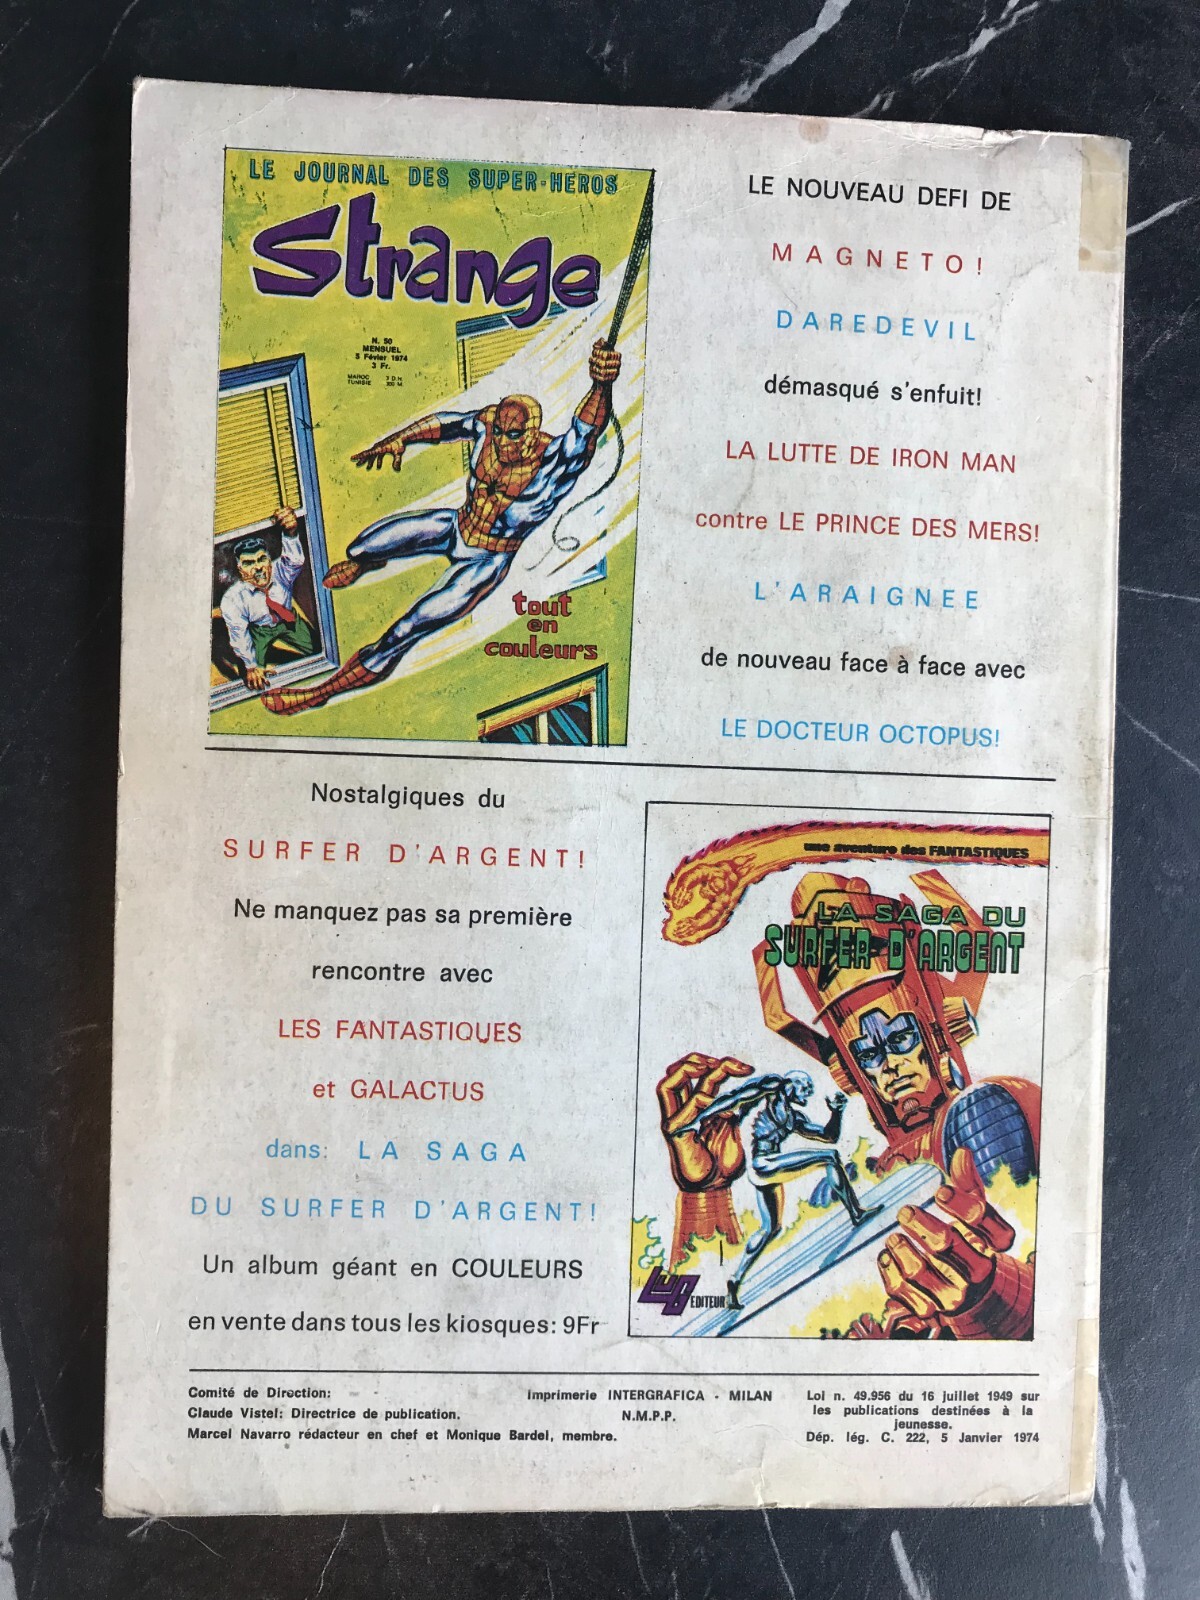 LE JOURNAL DES SUPER-HEROS
Strange
N. 50
MENSUEL
5 Février 1974
3 Fr.
MAROC 3 D.H.
TUNISIE 300 M.
tout
en
couleurs
LE NOUVEAU DEFI DE
MAGNETO!
DAREDEVIL
démasqué s'enfuit!
LA LUTTE DE IRON MAN
contre LE PRINCE DES MERS!
L'ARAIGNEE
de nouveau face à face avec
LE DOCTEUR OCTOPUS!
Nostalgiques du
SURFER D'ARGENT!
Ne manquez pas sa première
rencontre avec
LES FANTASTIQUES
et GALACTUS
dans: LA SAGA
DU SURFER D'ARGENT!
Un album géant en COULEURS
en vente dans tous les kiosques: 9Fr
une aventure des FANTASTIQUES
LA SAGA DU
SURFER D'ARGENT
LUG EDITEUR
Comité de Direction:
Claude Vistel: Directrice de publication.
Marcel Navarro rédacteur en chef et Monique Bardel, membre.
Imprimerie INTERGRAFICA - MILAN
N.M.P.P.
Loi n. 49.956 du 16 juillet 1949 sur
les publications destinées à la
jeunesse.
Dép. lég. C. 222, 5 Janvier 1974